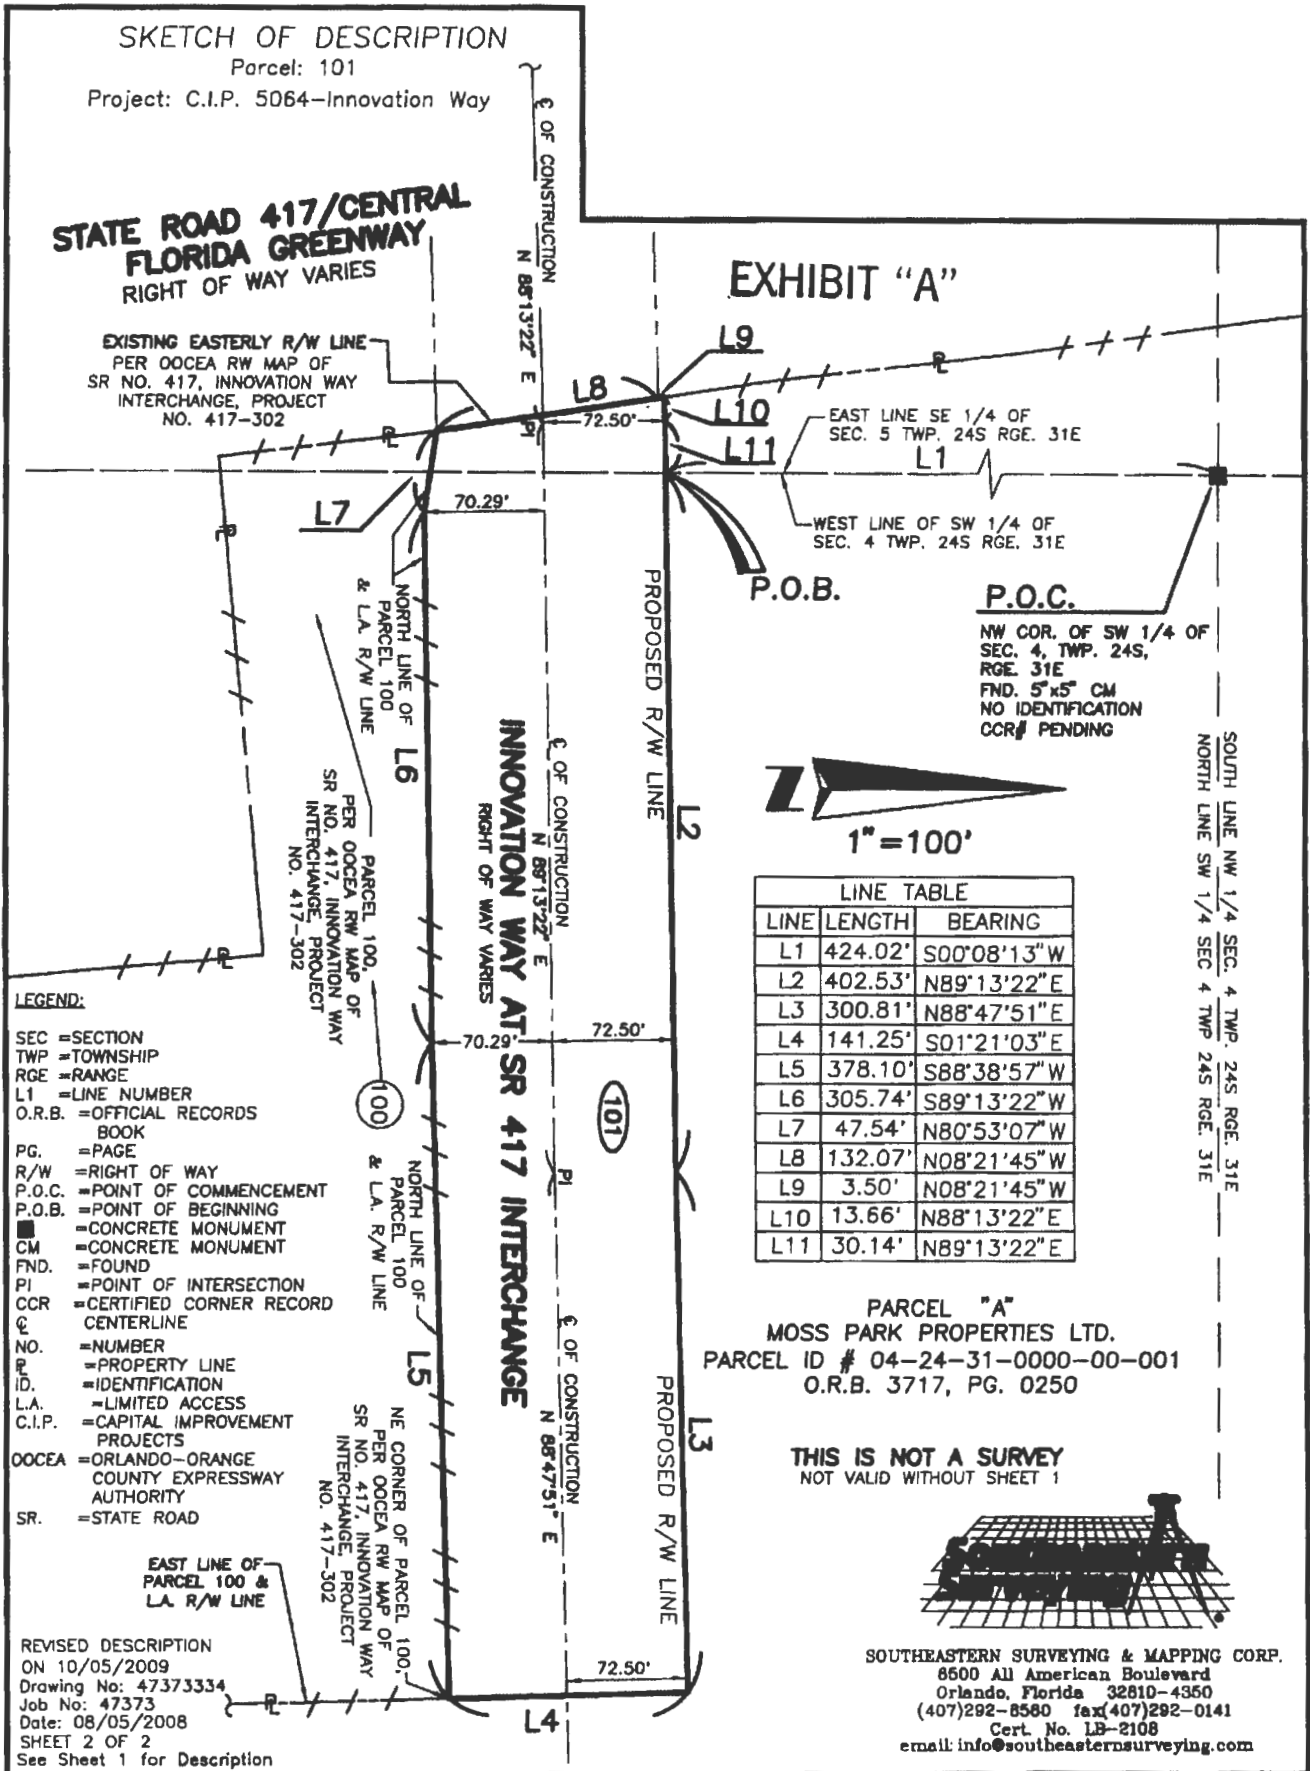 SKETCH OF DESCRIPTION
Parcel: 101
Project: C.I.P. 5064-Innovation Way
STATE ROAD 417/CENTRAL
FLORIDA GREENWAY
RIGHT OF WAY VARIES
EXHIBIT "A"
℄ OF CONSTRUCTION
N 88°13'22" E
EXISTING EASTERLY R/W LINE
PER OOCEA RW MAP OF
SR NO. 417, INNOVATION WAY
INTERCHANGE, PROJECT
NO. 417-302
L9
L8
L10
72.50'
PI
L11
EAST LINE SE 1/4 OF
SEC. 5 TWP. 24S RGE. 31E
L1
WEST LINE OF SW 1/4 OF
SEC. 4 TWP. 24S RGE. 31E
L7
70.29'
P.O.B.
P.O.C.
NW COR. OF SW 1/4 OF
SEC. 4, TWP. 24S,
RGE. 31E
FND. 5"x5" CM
NO IDENTIFICATION
CCR# PENDING
NORTH LINE OF
PARCEL 100
& L.A. R/W LINE
L6
PROPOSED R/W LINE
L2
INNOVATION WAY AT SR 417 INTERCHANGE
RIGHT OF WAY VARIES
℄ OF CONSTRUCTION
N 89°13'22" E
PARCEL 100,
PER OOCEA RW MAP OF
SR NO. 417, INNOVATION WAY
INTERCHANGE, PROJECT
NO. 417-302
SOUTH LINE NW 1/4 SEC. 4 TWP. 24S RGE. 31E
NORTH LINE SW 1/4 SEC 4 TWP 24S RGE. 31E
N
1"=100'
LINE TABLE
LINE LENGTH BEARING
L1 424.02' S00°08'13"W
L2 402.53' N89°13'22"E
L3 300.81' N88°47'51"E
L4 141.25' S01°21'03"E
L5 378.10' S88°38'57"W
L6 305.74' S89°13'22"W
L7 47.54' N80°53'07"W
L8 132.07' N08°21'45"W
L9 3.50' N08°21'45"W
L10 13.66' N88°13'22"E
L11 30.14' N89°13'22"E
70.29'
72.50'
100
101
PI
NORTH LINE OF
PARCEL 100
& L.A. R/W LINE
L5
℄ OF CONSTRUCTION
N 88°47'51" E
PROPOSED R/W LINE
L3
NE CORNER OF PARCEL 100,
PER OOCEA RW MAP OF
SR NO. 417, INNOVATION WAY
INTERCHANGE, PROJECT
NO. 417-302
72.50'
L4
LEGEND:
SEC =SECTION
TWP =TOWNSHIP
RGE =RANGE
L1 =LINE NUMBER
O.R.B. =OFFICIAL RECORDS
BOOK
PG. =PAGE
R/W =RIGHT OF WAY
P.O.C. =POINT OF COMMENCEMENT
P.O.B. =POINT OF BEGINNING
■ =CONCRETE MONUMENT
CM =CONCRETE MONUMENT
FND. =FOUND
PI =POINT OF INTERSECTION
CCR =CERTIFIED CORNER RECORD
℄ CENTERLINE
NO. =NUMBER
PL =PROPERTY LINE
ID. =IDENTIFICATION
L.A. =LIMITED ACCESS
C.I.P. =CAPITAL IMPROVEMENT
PROJECTS
OOCEA =ORLANDO-ORANGE
COUNTY EXPRESSWAY
AUTHORITY
SR. =STATE ROAD
EAST LINE OF
PARCEL 100 &
L.A. R/W LINE
REVISED DESCRIPTION
ON 10/05/2009
Drawing No: 47373334
Job No: 47373
Date: 08/05/2008
SHEET 2 OF 2
See Sheet 1 for Description
PARCEL "A"
MOSS PARK PROPERTIES LTD.
PARCEL ID # 04-24-31-0000-00-001
O.R.B. 3717, PG. 0250
THIS IS NOT A SURVEY
NOT VALID WITHOUT SHEET 1
SOUTHEASTERN SURVEYING & MAPPING CORP.
6500 All American Boulevard
Orlando, Florida 32810-4350
(407)292-8580 fax(407)292-0141
Cert. No. LB-2108
email: info@southeasternsurveying.com